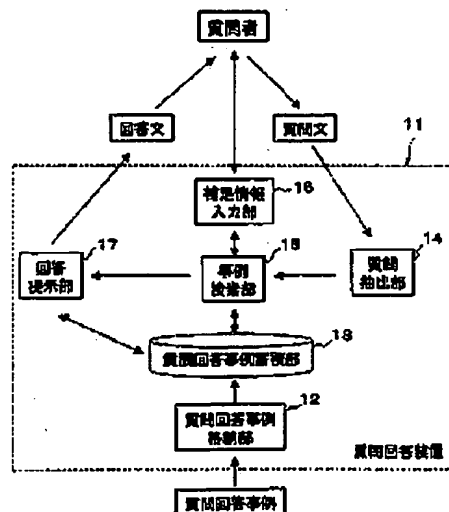 質問者
回答文
質問文
11
補足情報
入力部
16
17
15
14
回答
提示部
事例
検索部
質問
抽出部
13
質問回答事例蓄積部
12
質問回答事例
格納部
質問回答装置
質問回答事例